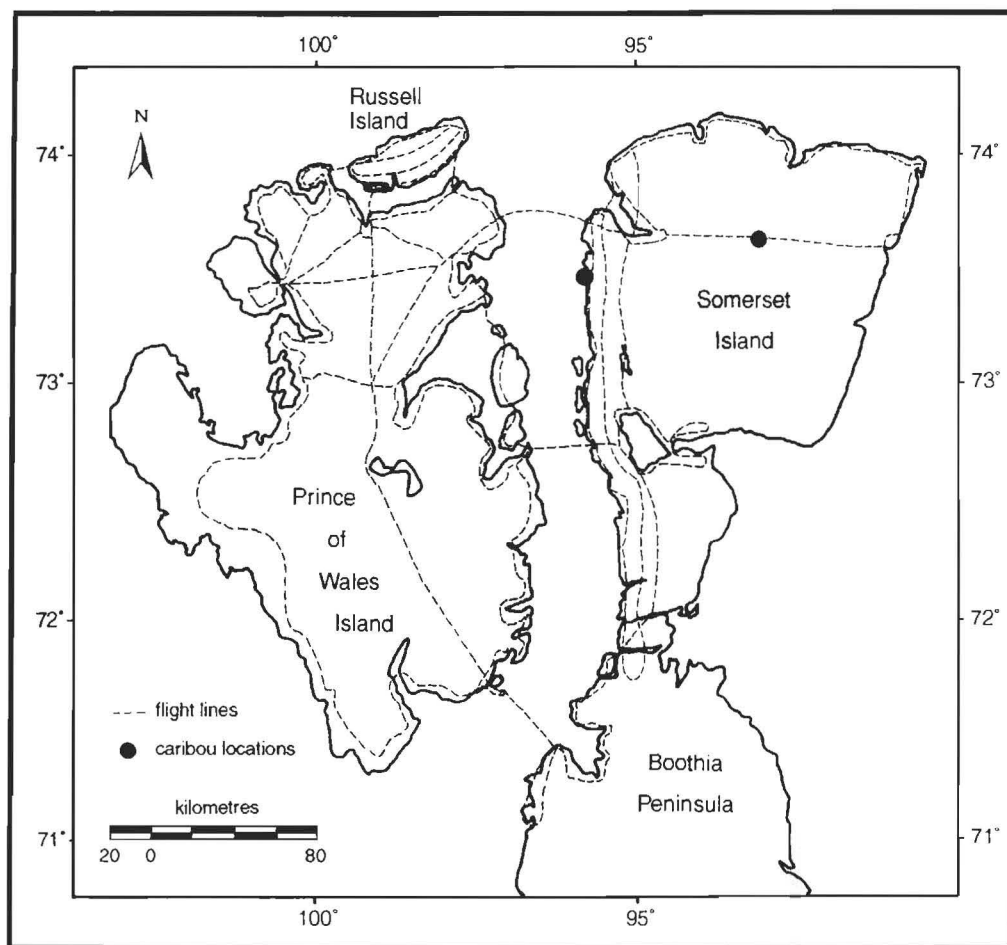 100˚ 95˚
N
Russell
Island
74˚ 74˚
Somerset
Island
73˚ 73˚
Prince
of
Wales
Island
72˚ 72˚
flight lines
caribou locations
Boothia
Peninsula
kilometres
71˚ 71˚
20 0 80
100˚ 95˚